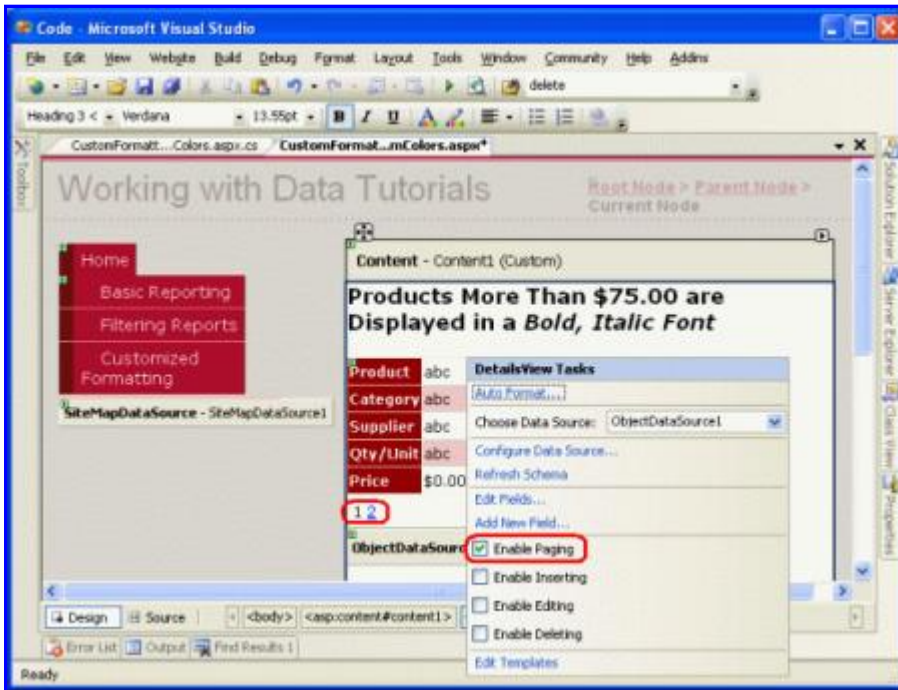 Code - Microsoft Visual Studio
File Edit View Website Build Debug Format Layout Tools Window Community Help Addins
delete
Heading 3 < Verdana 13.55pt B I U A
CustomFormatt...Colors.aspx.cs CustomFormat...mColors.aspx*
Toolbox
Working with Data Tutorials
Root Node > Parent Node >
Current Node
Home
Basic Reporting
Filtering Reports
Customized
Formatting
SiteMapDataSource - SiteMapDataSource1
Content - Content1 (Custom)
Products More Than $75.00 are
Displayed in a Bold, Italic Font
Product abc
Category abc
Supplier abc
Qty/Unit abc
Price $0.00
1 2
ObjectDataSourc
DetailsView Tasks
Auto Format...
Choose Data Source: ObjectDataSource1
Configure Data Source...
Refresh Schema
Edit Fields...
Add New Field...
Enable Paging
Enable Inserting
Enable Editing
Enable Deleting
Edit Templates
Solution Explorer
Server Explorer
Class View
Properties
Design Source <body> <asp:content#content1>
Error List Output Find Results 1
Ready